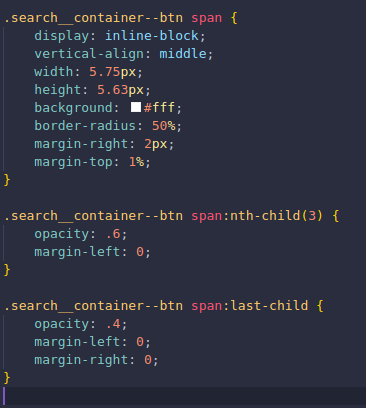 .search__container--btn span {
display: inline-block;
vertical-align: middle;
width: 5.75px;
height: 5.63px;
background: #fff;
border-radius: 50%;
margin-right: 2px;
margin-top: 1%;
}
.search__container--btn span:nth-child(3) {
opacity: .6;
margin-left: 0;
}
.search__container--btn span:last-child {
opacity: .4;
margin-left: 0;
margin-right: 0;
}